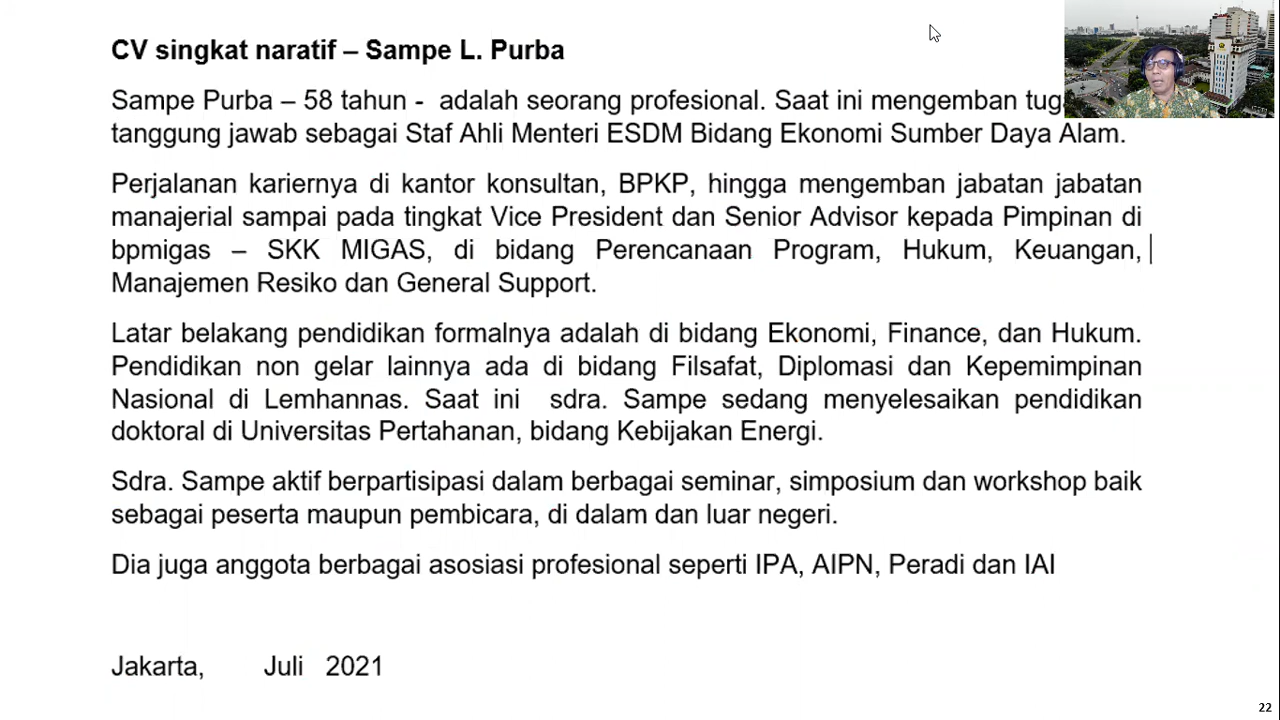 CV singkat naratif – Sampe L. Purba
Sampe Purba – 58 tahun - adalah seorang profesional. Saat ini mengemban
tanggung jawab sebagai Staf Ahli Menteri ESDM Bidang Ekonomi Sumber Daya Alam.
Perjalanan kariernya di kantor konsultan, BPKP, hingga mengemban jabatan jabatan
manajerial sampai pada tingkat Vice President dan Senior Advisor kepada Pimpinan di
bpmigas – SKK MIGAS, di bidang Perencanaan Program, Hukum, Keuangan,
Manajemen Resiko dan General Support.
Latar belakang pendidikan formalnya adalah di bidang Ekonomi, Finance, dan Hukum.
Pendidikan non gelar lainnya ada di bidang Filsafat, Diplomasi dan Kepemimpinan
Nasional di Lemhannas. Saat ini sdra. Sampe sedang menyelesaikan pendidikan
doktoral di Universitas Pertahanan, bidang Kebijakan Energi.
Sdra. Sampe aktif berpartisipasi dalam berbagai seminar, simposium dan workshop baik
sebagai peserta maupun pembicara, di dalam dan luar negeri.
Dia juga anggota berbagai asosiasi profesional seperti IPA, AIPN, Peradi dan IAI
Jakarta, Juli 2021
22